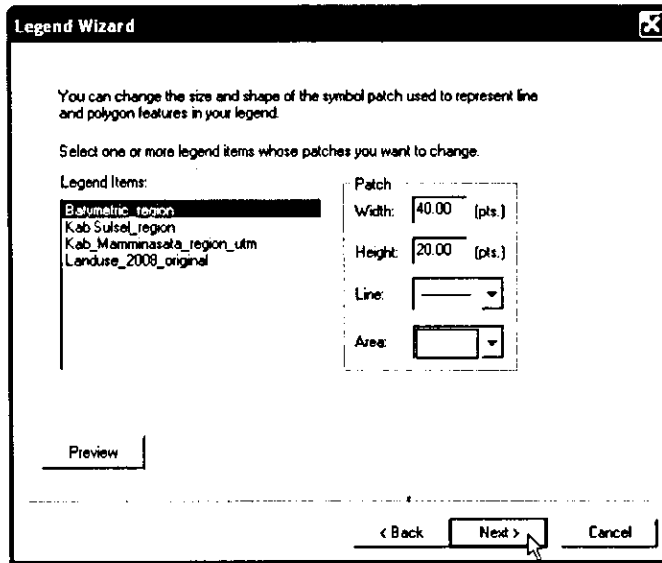 Legend Wizard
You can change the size and shape of the symbol patch used to represent line
and polygon features in your legend.
Select one or more legend items whose patches you want to change.
Legend Items:
Batumetric_region
Kab Sulsel_region
Kab_Mamminasata_region_utm
Landuse_2008_original
Patch
Width: 40.00 (pts.)
Height: 20.00 (pts.)
Line:
Area:
Preview
< Back Next > Cancel